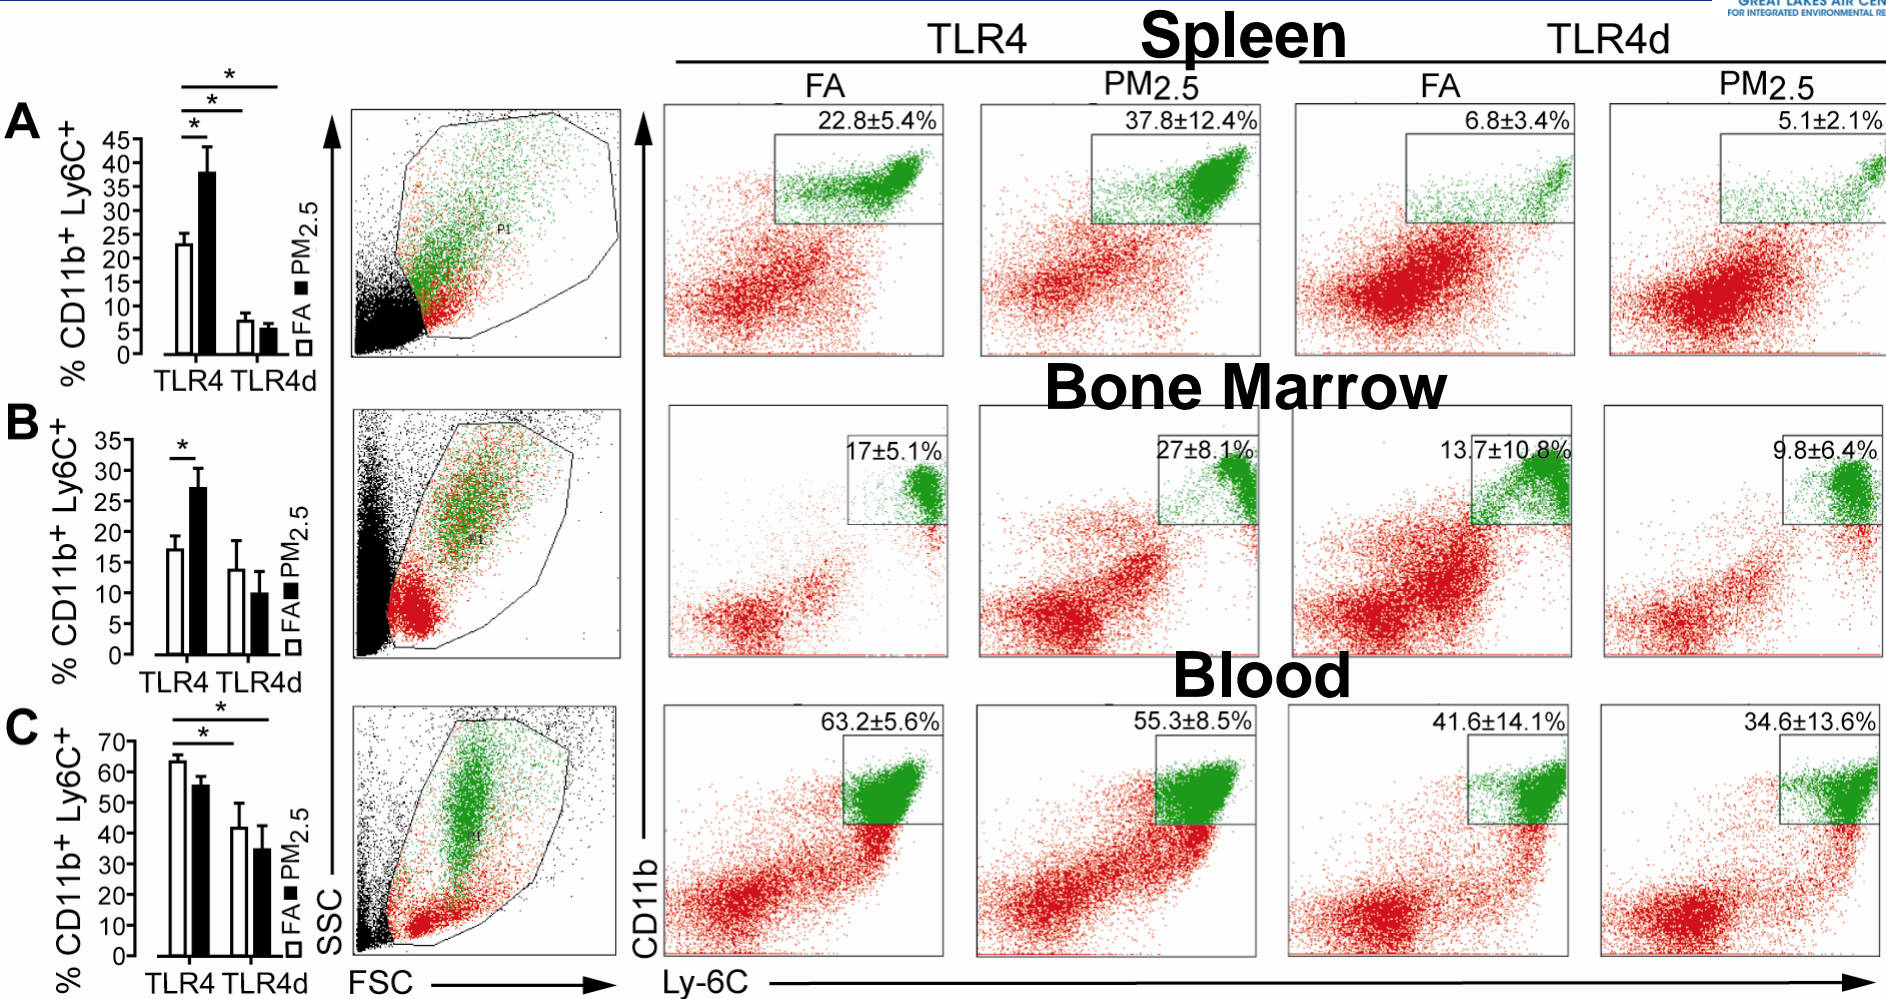 GREAT LAKES AIR CEN
FOR INTEGRATED ENVIRONMENTAL RE
TLR4 Spleen TLR4d
FA PM2.5 FA PM2.5
A
% CD11b+ Ly6C+
* * *
45
40
35
30
25
20
15
10
5
0
TLR4 TLR4d
FA PM2.5
P1
22.8±5.4% 37.8±12.4% 6.8±3.4% 5.1±2.1%
Bone Marrow
B
% CD11b+ Ly6C+
*
35
30
25
20
15
10
5
0
TLR4 TLR4d
FA PM2.5
P1
17±5.1% 27±8.1% 13.7±10.8% 9.8±6.4%
Blood
C
% CD11b+ Ly6C+
* *
70
60
50
40
30
20
10
0
TLR4 TLR4d
FA PM2.5
P1
63.2±5.6% 55.3±8.5% 41.6±14.1% 34.6±13.6%
SSC
FSC
CD11b
Ly-6C